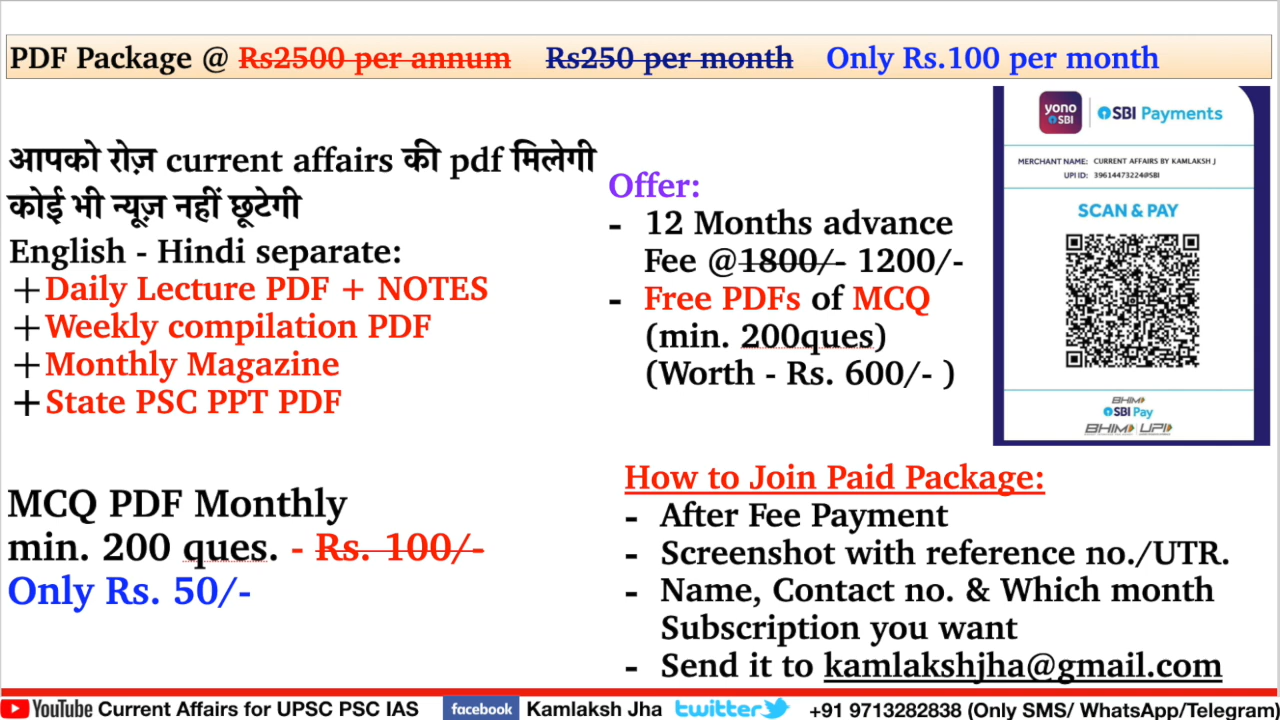 PDF Package @ Rs2500 per annum Rs250 per month Only Rs.100 per month
आपको रोज़ current affairs की pdf मिलेगी
कोई भी न्यूज़ नहीं छूटेगी
English - Hindi separate:
+Daily Lecture PDF + NOTES
+Weekly compilation PDF
+Monthly Magazine
+State PSC PPT PDF
MCQ PDF Monthly
min. 200 ques. - Rs. 100/-
Only Rs. 50/-
Offer:
- 12 Months advance
Fee @1800/- 1200/-
- Free PDFs of MCQ
(min. 200ques)
(Worth - Rs. 600/- )
yono
SBI
SBI Payments
MERCHANT NAME: CURRENT AFFAIRS BY KAMLAKSH J
UPI ID: 39614473224@SBI
SCAN & PAY
BHIM
SBI Pay
BHIM UPI
How to Join Paid Package:
- After Fee Payment
- Screenshot with reference no./UTR.
- Name, Contact no. & Which month
Subscription you want
- Send it to kamlakshjha@gmail.com
YouTube Current Affairs for UPSC PSC IAS facebook Kamlaksh Jha twitter +91 9713282838 (Only SMS/ WhatsApp/Telegram)